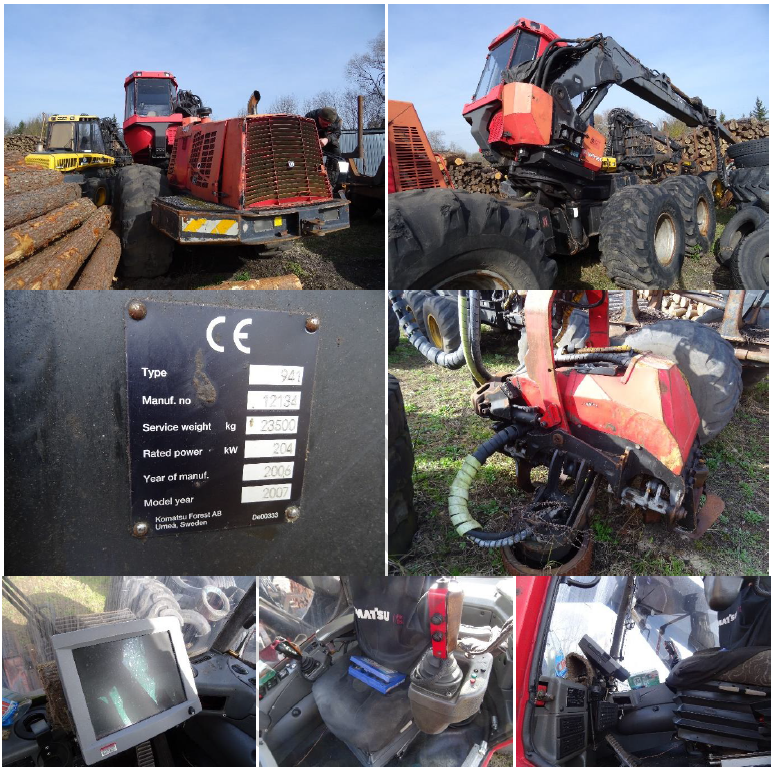 CE
Type 941
Manuf. no 12134
Service weight kg 23500
Rated power kW 204
Year of manuf. 2006
Model year 2007
Komatsu Forest AB
Umeå, Sweden De00333
MATSU
MATSU